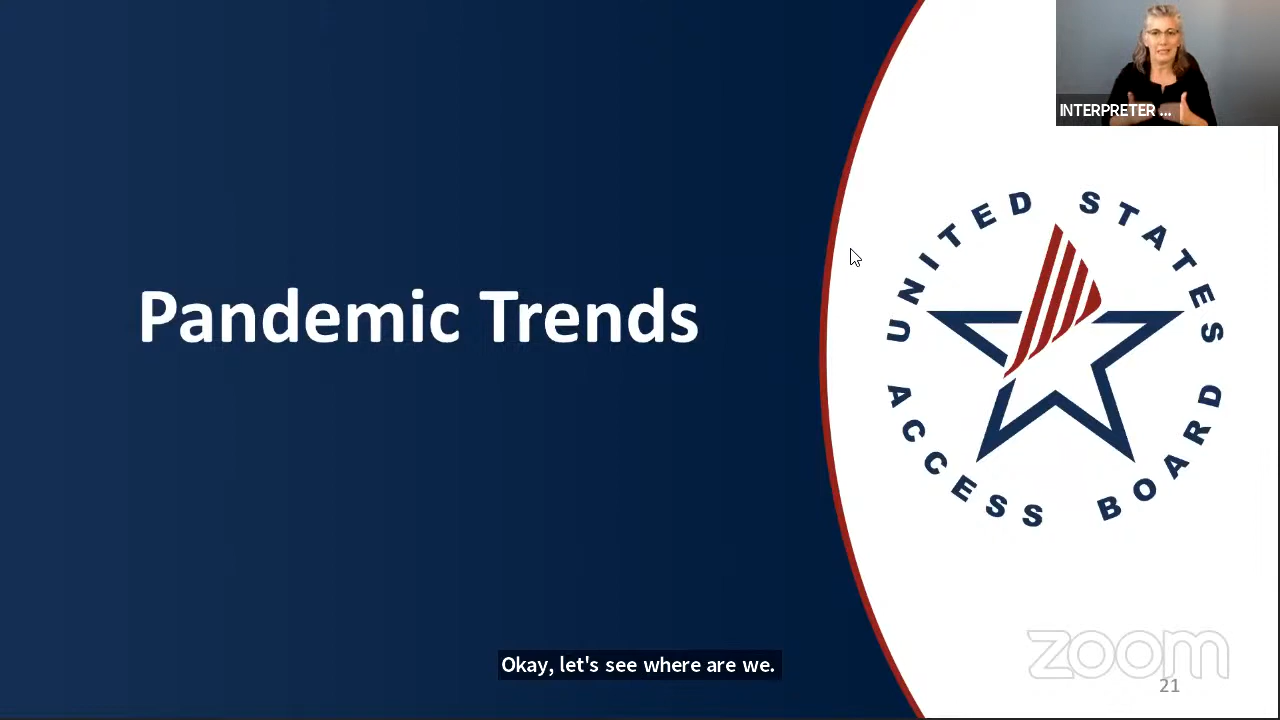 INTERPRETER ...
UNITED STATES
ACCESS BOARD
Pandemic Trends
Okay, let's see where are we.
zoom
21